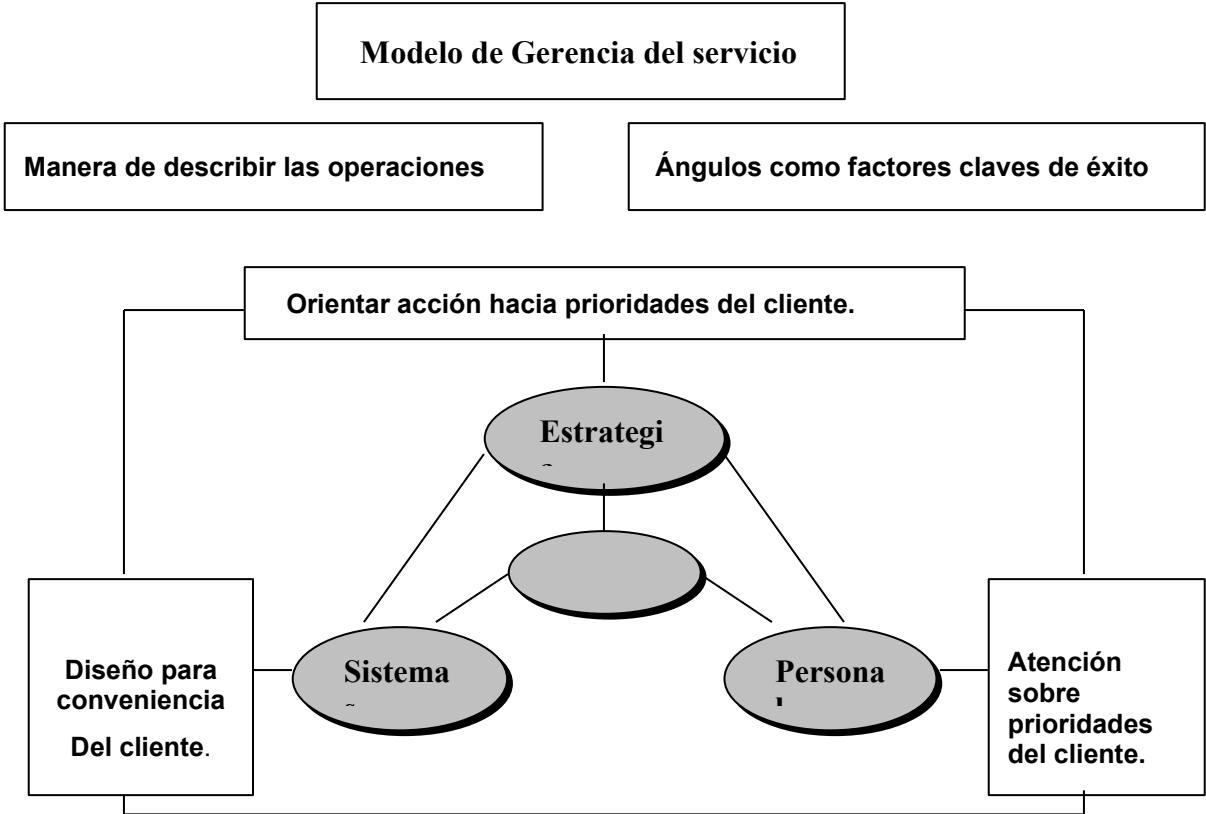 Modelo de Gerencia del servicio
Manera de describir las operaciones
Ángulos como factores claves de éxito
Orientar acción hacia prioridades del cliente.
Estrategi
Sistema
Persona
Diseño para
conveniencia
Del cliente.
Atención
sobre
prioridades
del cliente.